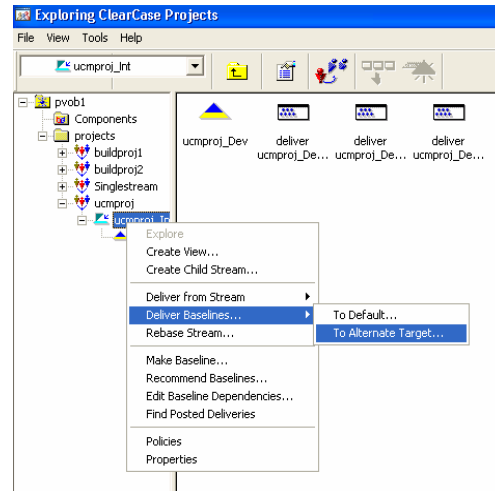 Exploring ClearCase Projects
File View Tools Help
ucmproj_Int
pvob1
Components
projects
buildproj1
buildproj2
Singlestream
ucmproj
ucmproj_In
ucmproj_Dev
deliver ucmproj_De...
deliver ucmproj_De...
deliver ucmproj_De...
Explore
Create View...
Create Child Stream...
Deliver from Stream
Deliver Baselines...
Rebase Stream...
Make Baseline...
Recommend Baselines...
Edit Baseline Dependencies...
Find Posted Deliveries
Policies
Properties
To Default...
To Alternate Target...